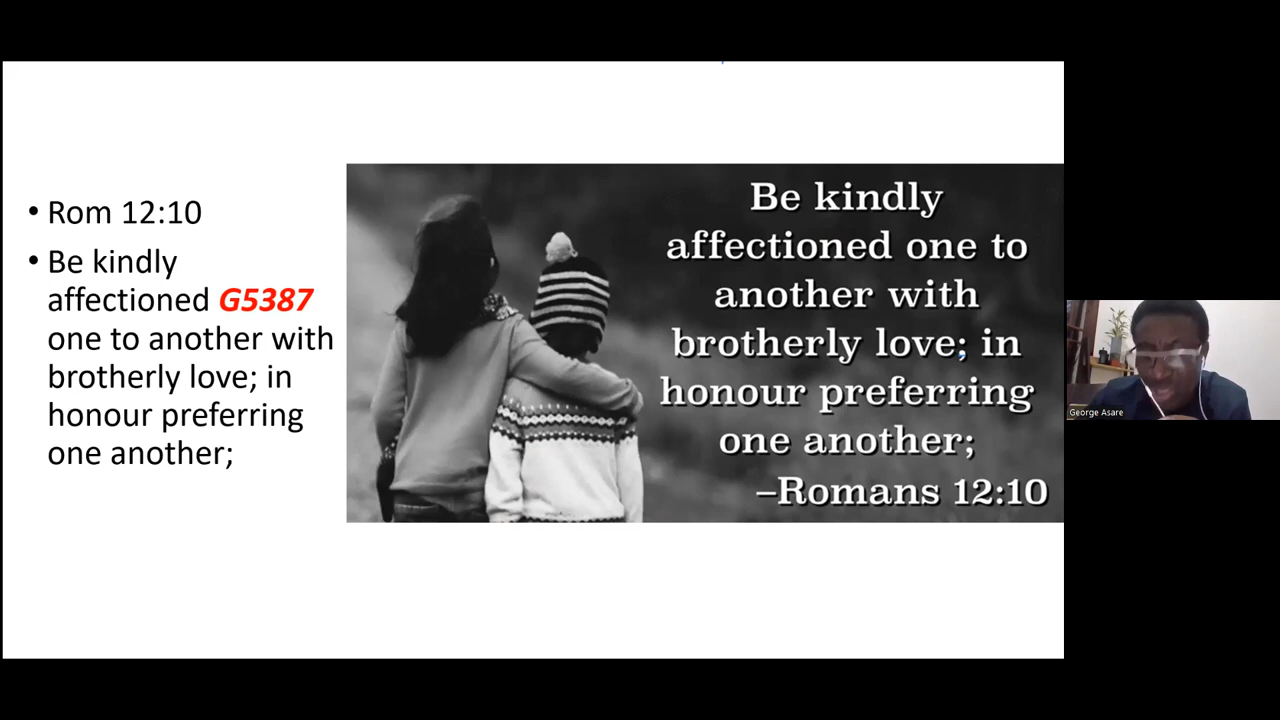 • Rom 12:10
• Be kindly
affectioned G5387
one to another with
brotherly love; in
honour preferring
one another;
Be kindly
affectioned one to
another with
brotherly love; in
honour preferring
one another;
–Romans 12:10
George Asare